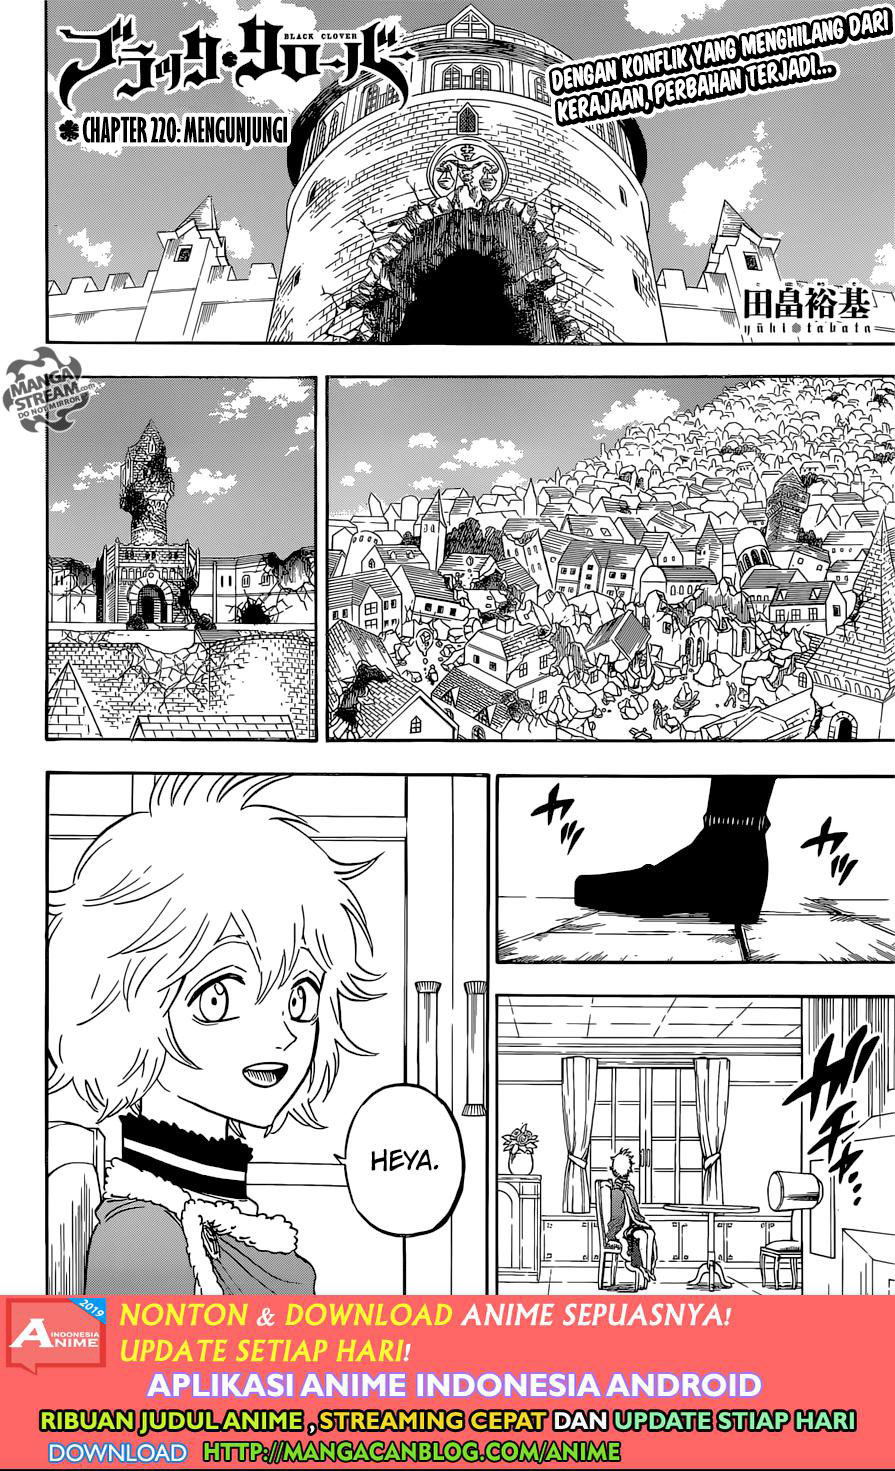 BLACK CLOVER
ブラッククローバー
CHAPTER 220: MENGUNJUNGI
DENGAN KONFLIK YANG MENGHILANG DARI
KERAJAAN, PERBAHAN TERJADI...
田畠裕基
yūki tabata
MANGA
STREAM.com
DO NOT MIRROR
HEYA.
2019
INDONESIA
ANIME
NONTON & DOWNLOAD ANIME SEPUASNYA!
UPDATE SETIAP HARI!
APLIKASI ANIME INDONESIA ANDROID
RIBUAN JUDUL ANIME , STREAMING CEPAT DAN UPDATE STIAP HARI
DOWNLOAD HTTP://MANGACANBLOG.COM/ANIME